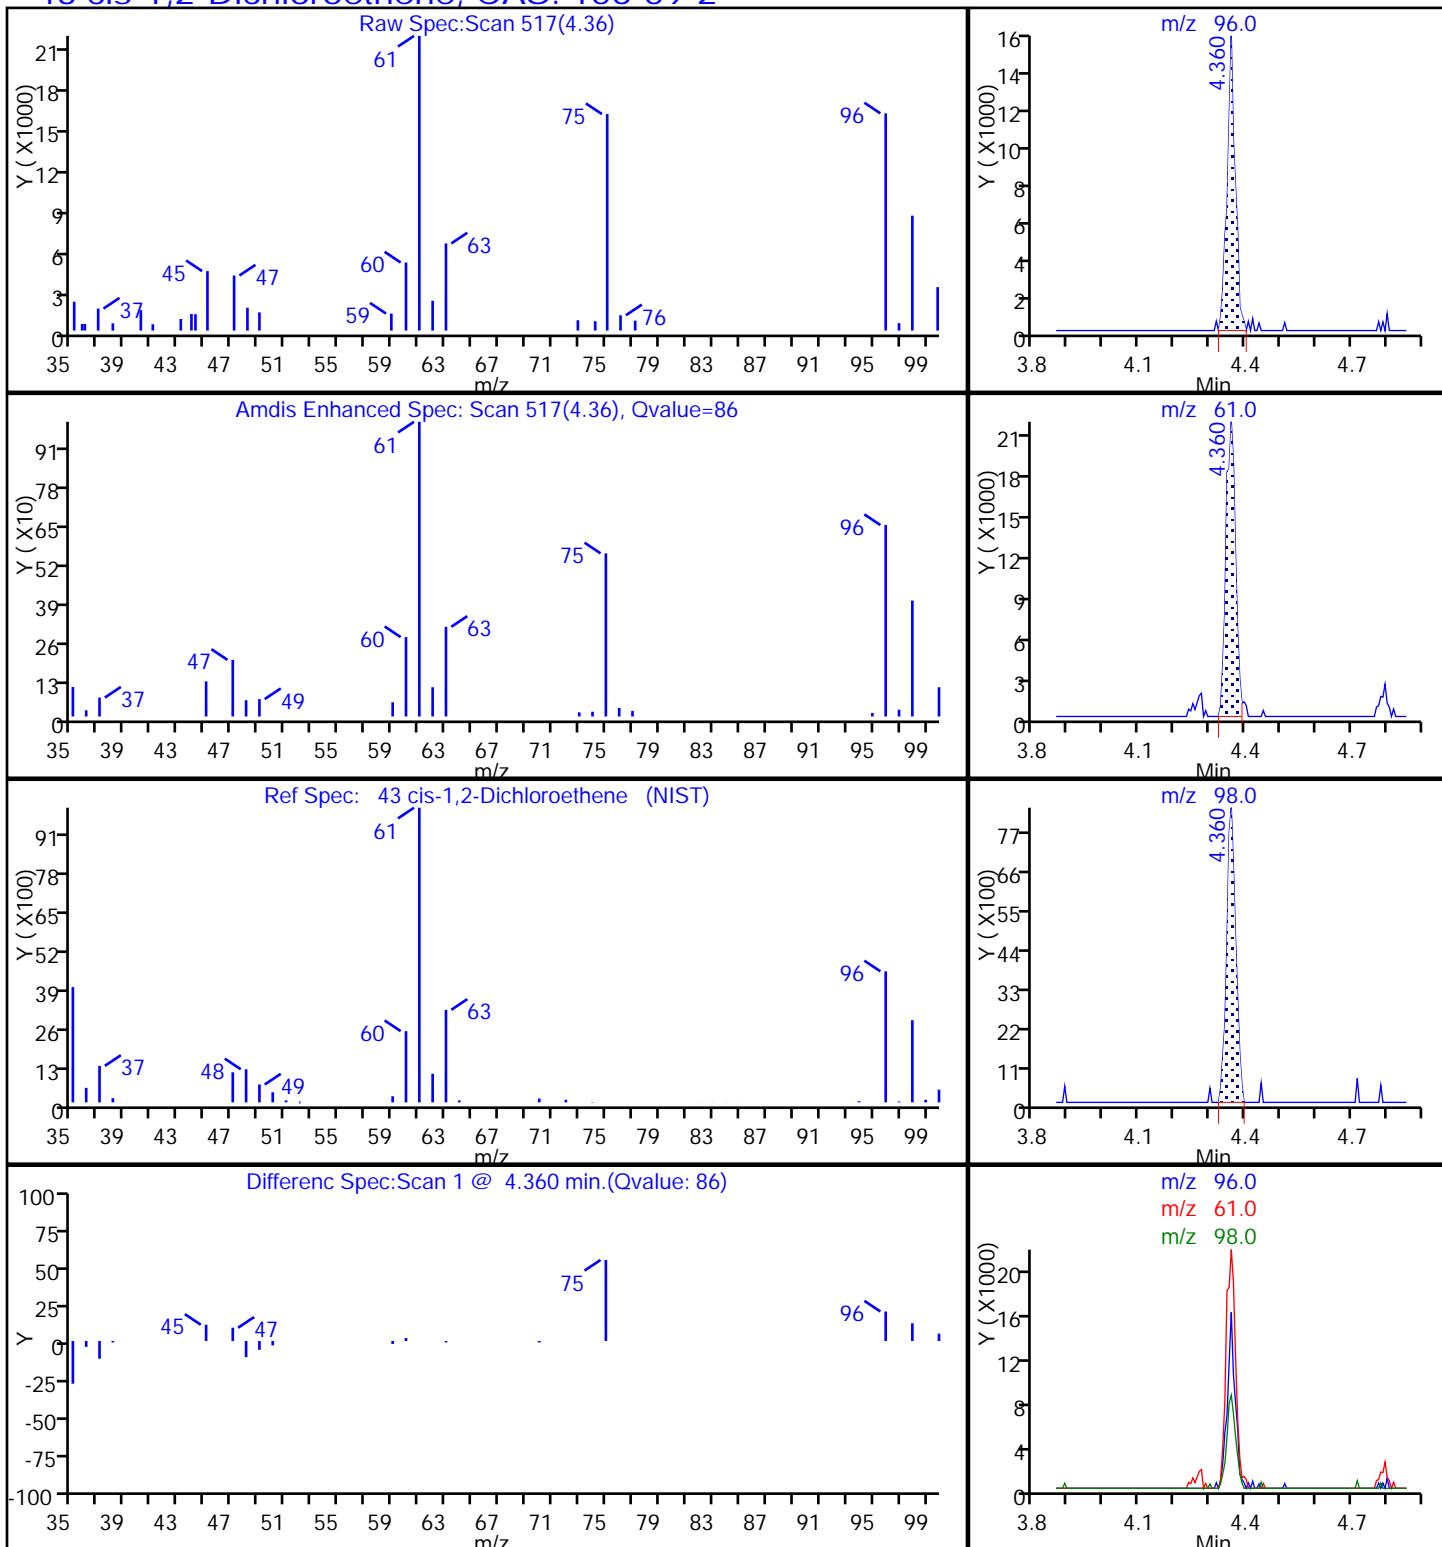 43 cis-1,2-Dichloroethene, CAS: 156-59-2
Raw Spec:Scan 517(4.36)
Y ( X1000)
21
18
15
12
9
6
3
0
61
75
96
45
47
37
59
60
63
76
35 39 43 47 51 55 59 63 67 71 75 79 83 87 91 95 99
m/z
m/z 96.0
Y ( X1000)
16
14
12
10
8
6
4
2
0
4.360
3.8 4.1 4.4 4.7
Min
Amdis Enhanced Spec: Scan 517(4.36), Qvalue=86
Y ( X10)
91
78
65
52
39
26
13
0
61
96
75
60
63
47
37
49
35 39 43 47 51 55 59 63 67 71 75 79 83 87 91 95 99
m/z
m/z 61.0
Y ( X1000)
21
18
15
12
9
6
3
0
4.360
3.8 4.1 4.4 4.7
Min
Ref Spec: 43 cis-1,2-Dichloroethene (NIST)
Y ( X100)
91
78
65
52
39
26
13
0
61
96
60
63
37
48
49
35 39 43 47 51 55 59 63 67 71 75 79 83 87 91 95 99
m/z
m/z 98.0
Y ( X100)
77
66
55
44
33
22
11
0
4.360
3.8 4.1 4.4 4.7
Min
Differenc Spec:Scan 1 @ 4.360 min.(Qvalue: 86)
Y
100
75
50
25
0
-25
-50
-75
-100
75
45
47
96
35 39 43 47 51 55 59 63 67 71 75 79 83 87 91 95 99
m/z
m/z 96.0
m/z 61.0
m/z 98.0
Y ( X1000)
20
16
12
8
4
0
3.8 4.1 4.4 4.7
Min